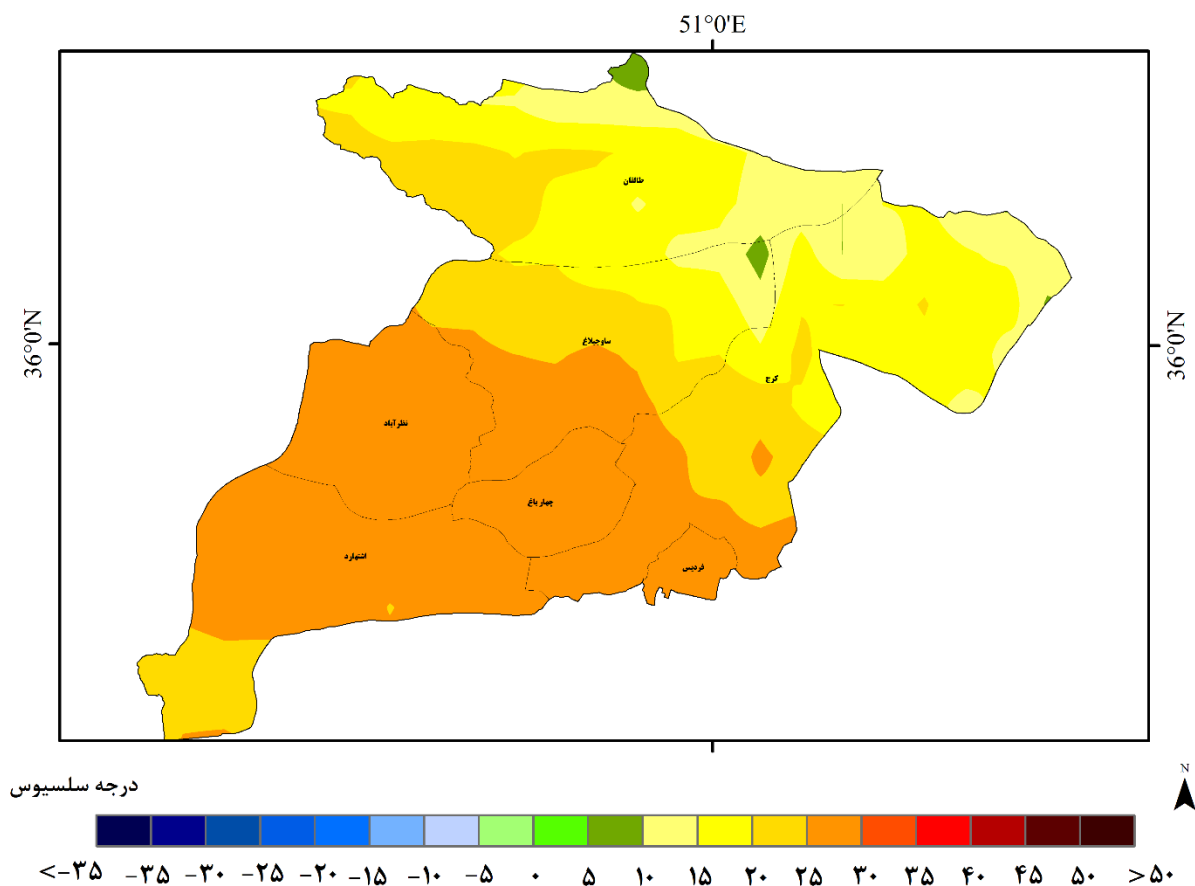 51°0'E
طالقان
36°0'N
36°0'N
ساوجبلاغ
کرج
نظرآباد
چهارباغ
اشتهارد
فردیس
درجه سلسیوس
N
<-۳۵ -۳۵ -۳۰ -۲۵ -۲۰ -۱۵ -۱۰ -۵ ۰ ۵ ۱۰ ۱۵ ۲۰ ۲۵ ۳۰ ۳۵ ۴۰ ۴۵ ۵۰ >۵۰